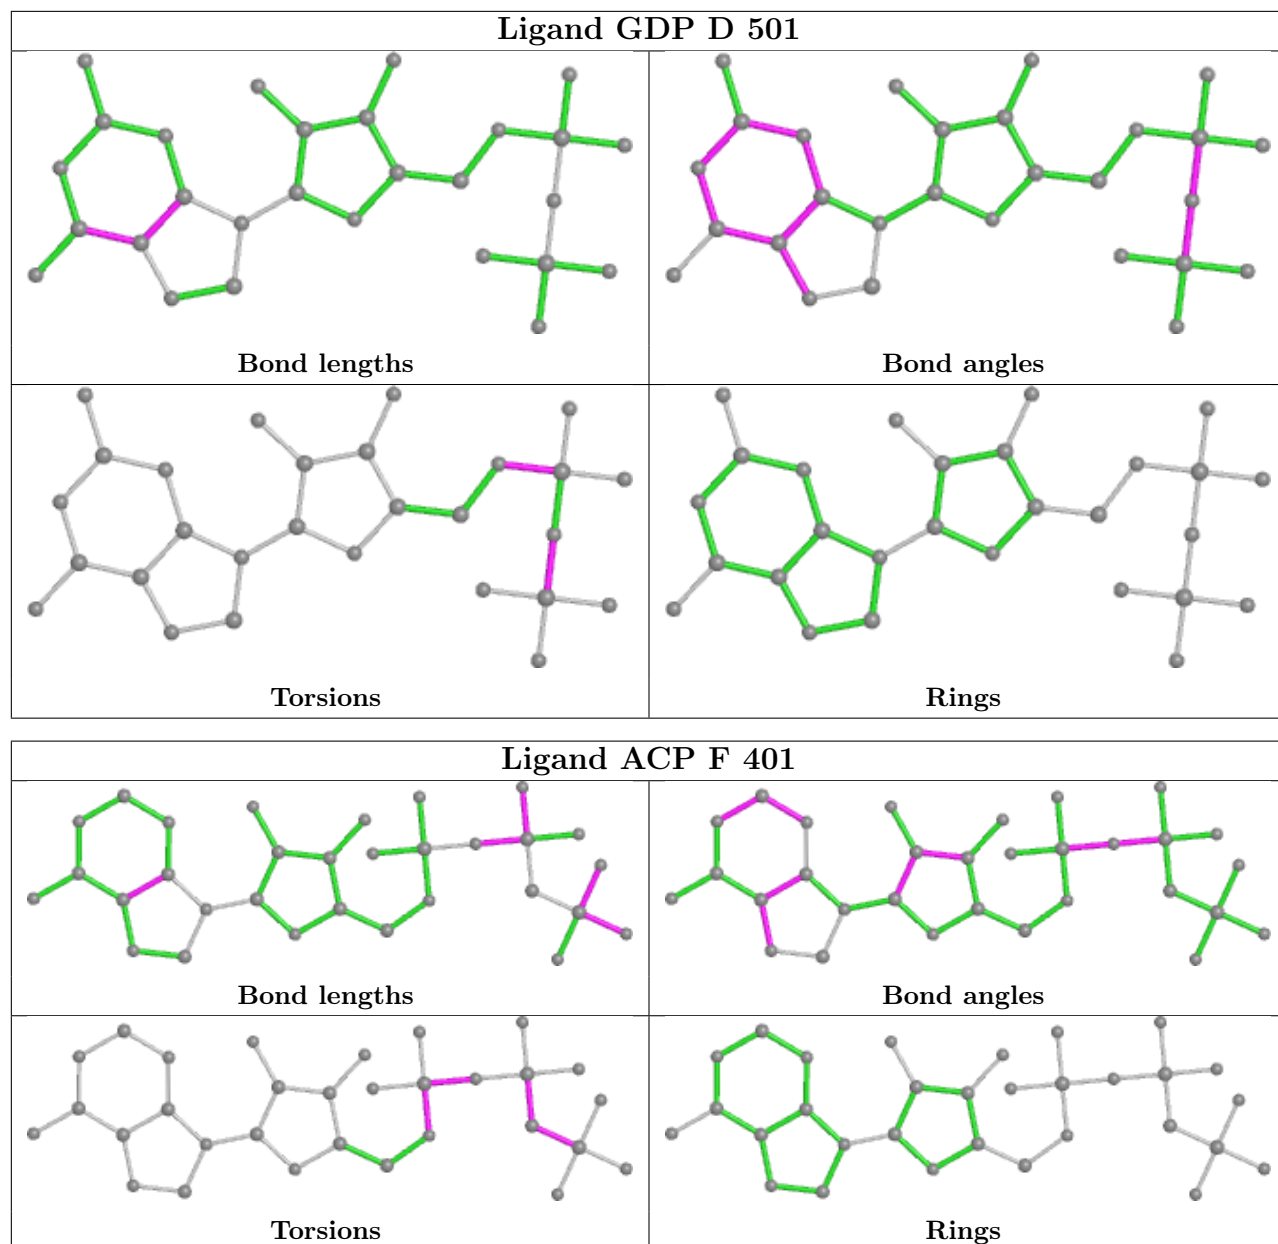 Ligand GDP D 501
Bond lengths
Bond angles
Torsions
Rings
Ligand ACP F 401
Bond lengths
Bond angles
Torsions
Rings